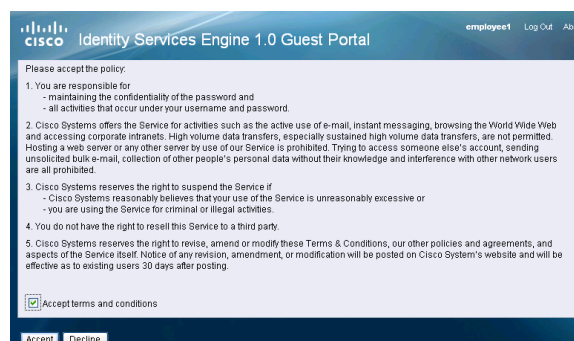 employee1 Log Out Ab
CISCO Identity Services Engine 1.0 Guest Portal
Please accept the policy:
1. You are responsible for
- maintaining the confidentiality of the password and
- all activities that occur under your username and password.
2. Cisco Systems offers the Service for activities such as the active use of e-mail, instant messaging, browsing the World Wide Web
and accessing corporate intranets. High volume data transfers, especially sustained high volume data transfers, are not permitted.
Hosting a web server or any other server by use of our Service is prohibited. Trying to access someone else's account, sending
unsolicited bulk e-mail, collection of other people's personal data without their knowledge and interference with other network users
are all prohibited.
3. Cisco Systems reserves the right to suspend the Service if
- Cisco Systems reasonably believes that your use of the Service is unreasonably excessive or
- you are using the Service for criminal or illegal activities.
4. You do not have the right to resell this Service to a third party.
5. Cisco Systems reserves the right to revise, amend or modify these Terms & Conditions, our other policies and agreements, and
aspects of the Service itself. Notice of any revision, amendment, or modification will be posted on Cisco System's website and will be
effective as to existing users 30 days after posting.
Accept terms and conditions
Accept Decline